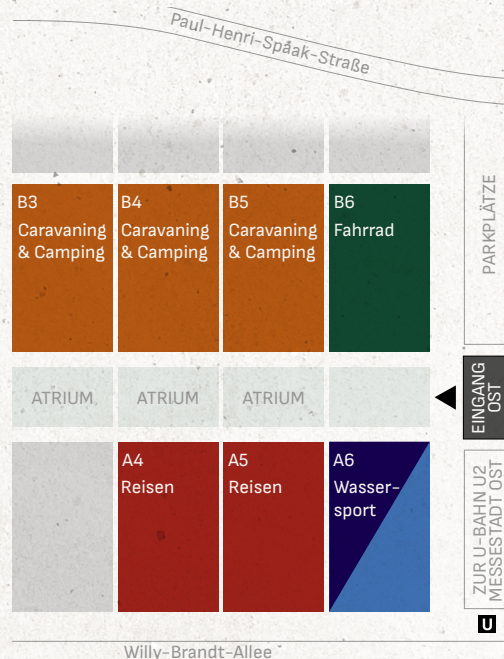 Paul-Henri-Spaak-Straße
B3
Caravaning
& Camping
B4
Caravaning
& Camping
B5
Caravaning
& Camping
B6
Fahrrad
PARKPLÄTZE
ATRIUM
ATRIUM
ATRIUM
EINGANG
OST
A4
Reisen
A5
Reisen
A6
Wasser-
sport
ZUR U-BAHN U2
MESSESTADT OST
U
Willy-Brandt-Allee